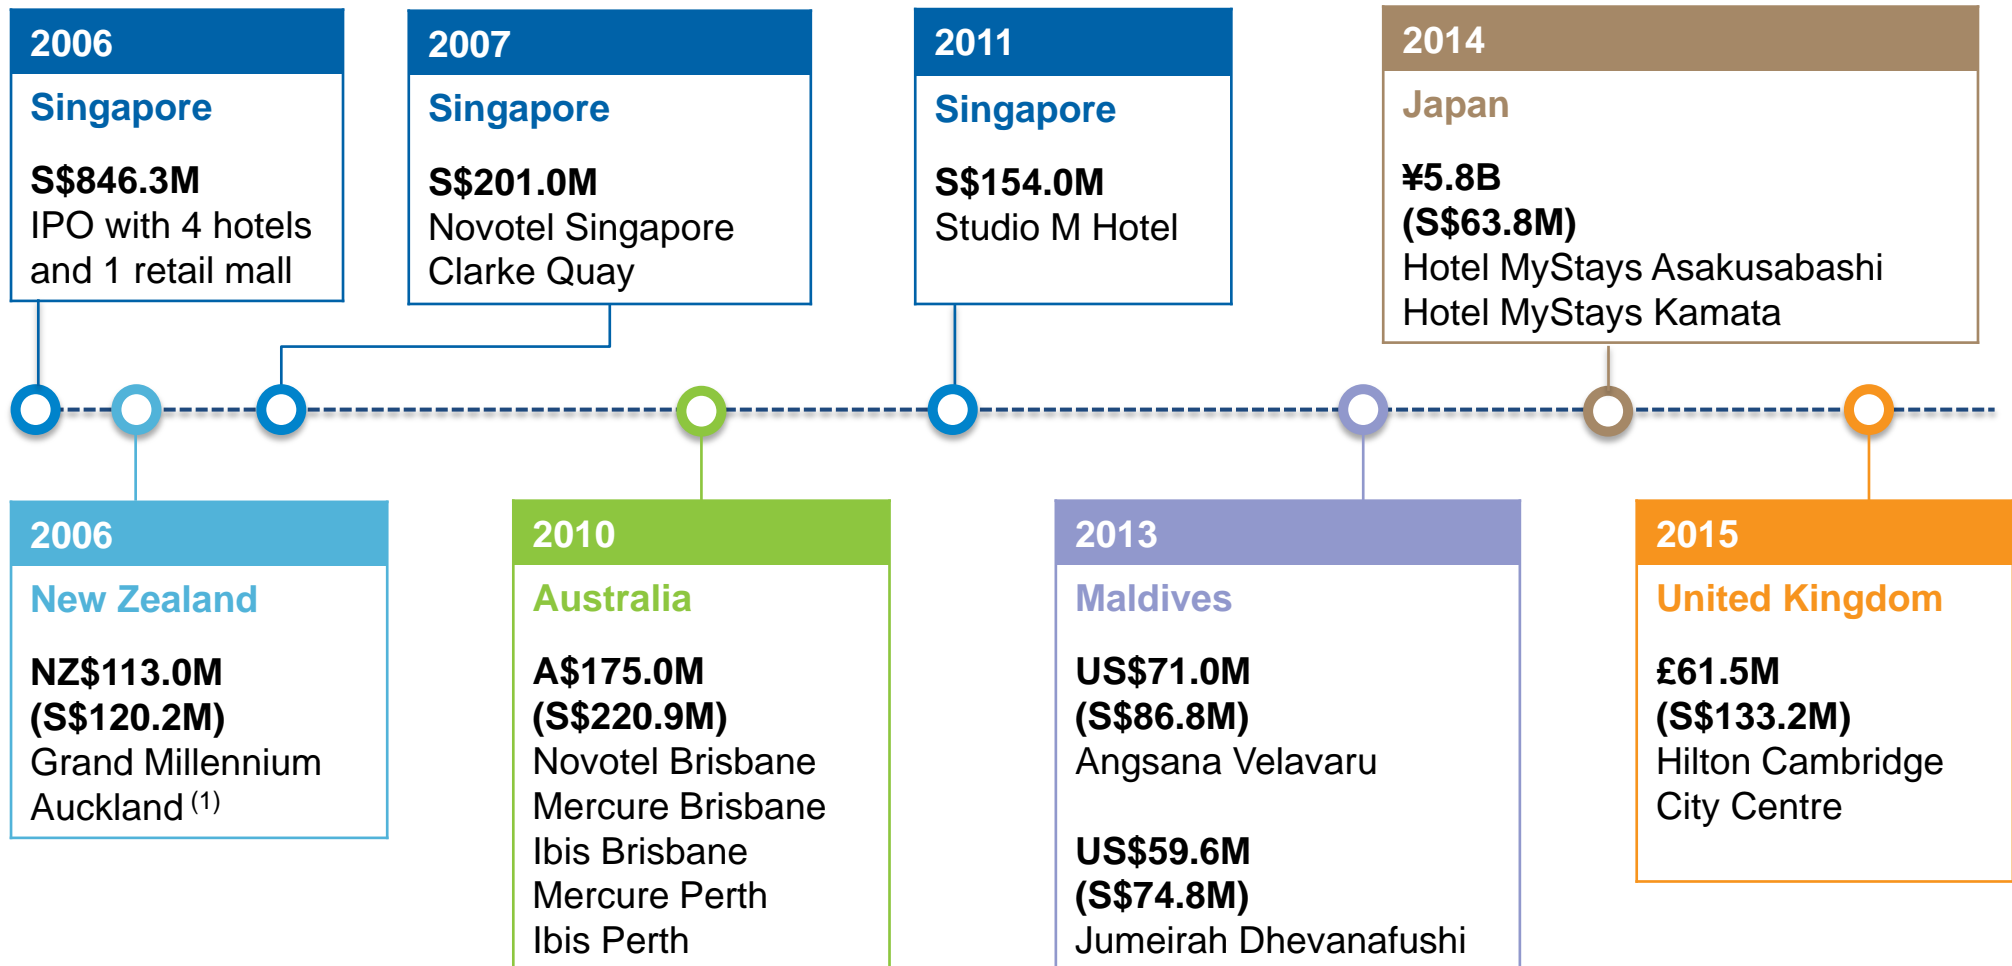 2006
Singapore
S$846.3M
IPO with 4 hotels
and 1 retail mall
2007
Singapore
S$201.0M
Novotel Singapore
Clarke Quay
2011
Singapore
S$154.0M
Studio M Hotel
2014
Japan
¥5.8B
(S$63.8M)
Hotel MyStays Asakusabashi
Hotel MyStays Kamata
2006
New Zealand
NZ$113.0M
(S$120.2M)
Grand Millennium
Auckland (1)
2010
Australia
A$175.0M
(S$220.9M)
Novotel Brisbane
Mercure Brisbane
Ibis Brisbane
Mercure Perth
Ibis Perth
2013
Maldives
US$71.0M
(S$86.8M)
Angsana Velavaru
US$59.6M
(S$74.8M)
Jumeirah Dhevanafushi
2015
United Kingdom
£61.5M
(S$133.2M)
Hilton Cambridge
City Centre